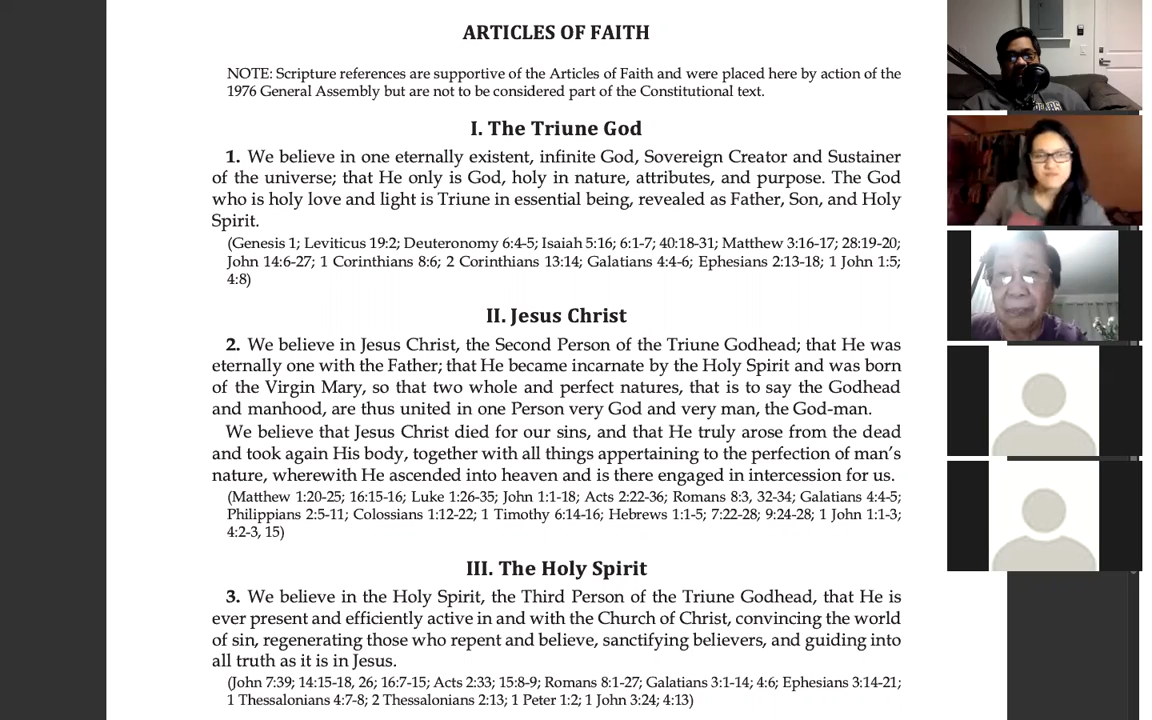 ARTICLES OF FAITH
NOTE: Scripture references are supportive of the Articles of Faith and were placed here by action of the
1976 General Assembly but are not to be considered part of the Constitutional text.
I. The Triune God
1. We believe in one eternally existent, infinite God, Sovereign Creator and Sustainer
of the universe; that He only is God, holy in nature, attributes, and purpose. The God
who is holy love and light is Triune in essential being, revealed as Father, Son, and Holy
Spirit.
(Genesis 1; Leviticus 19:2; Deuteronomy 6:4-5; Isaiah 5:16; 6:1-7; 40:18-31; Matthew 3:16-17; 28:19-20;
John 14:6-27; 1 Corinthians 8:6; 2 Corinthians 13:14; Galatians 4:4-6; Ephesians 2:13-18; 1 John 1:5;
4:8)
II. Jesus Christ
2. We believe in Jesus Christ, the Second Person of the Triune Godhead; that He was
eternally one with the Father; that He became incarnate by the Holy Spirit and was born
of the Virgin Mary, so that two whole and perfect natures, that is to say the Godhead
and manhood, are thus united in one Person very God and very man, the God-man.
We believe that Jesus Christ died for our sins, and that He truly arose from the dead
and took again His body, together with all things appertaining to the perfection of man's
nature, wherewith He ascended into heaven and is there engaged in intercession for us.
(Matthew 1:20-25; 16:15-16; Luke 1:26-35; John 1:1-18; Acts 2:22-36; Romans 8:3, 32-34; Galatians 4:4-5;
Philippians 2:5-11; Colossians 1:12-22; 1 Timothy 6:14-16; Hebrews 1:1-5; 7:22-28; 9:24-28; 1 John 1:1-3;
4:2-3, 15)
III. The Holy Spirit
3. We believe in the Holy Spirit, the Third Person of the Triune Godhead, that He is
ever present and efficiently active in and with the Church of Christ, convincing the world
of sin, regenerating those who repent and believe, sanctifying believers, and guiding into
all truth as it is in Jesus.
(John 7:39; 14:15-18, 26; 16:7-15; Acts 2:33; 15:8-9; Romans 8:1-27; Galatians 3:1-14; 4:6; Ephesians 3:14-21;
1 Thessalonians 4:7-8; 2 Thessalonians 2:13; 1 Peter 1:2; 1 John 3:24; 4:13)